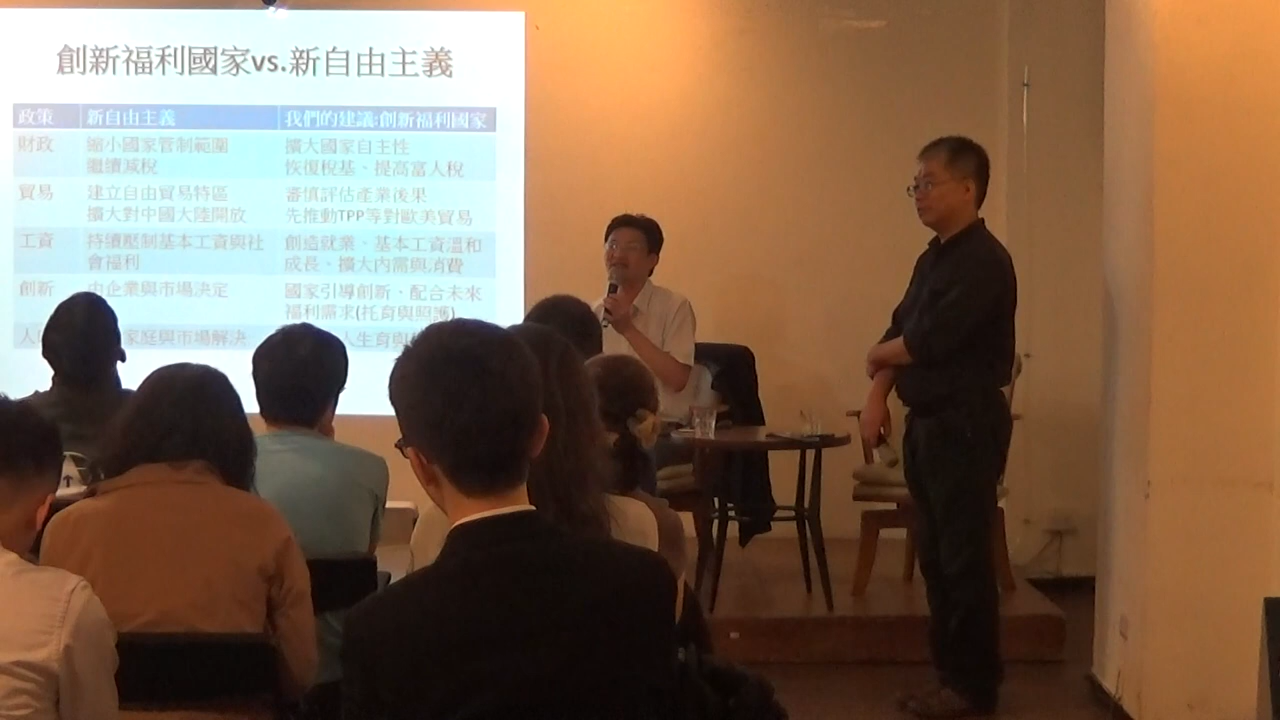 創新福利國家vs.新自由主義
政策 新自由主義 我們的建議:創新福利國家
財政 縮小國家管制範圍 擴大國家自主性
繼續減稅 恢復稅基、提高富人稅
貿易 建立自由貿易特區 審慎評估產業後果
擴大對中國大陸開放 先推動TPP等對歐美貿易
工資 持續壓制基本工資與社 創造就業、基本工資溫和
會福利 成長、擴大內需與消費
創新 由企業與市場決定 國家引導創新，配合未來
福利需求(托育與照護)
人 家庭與市場解決 人生育與